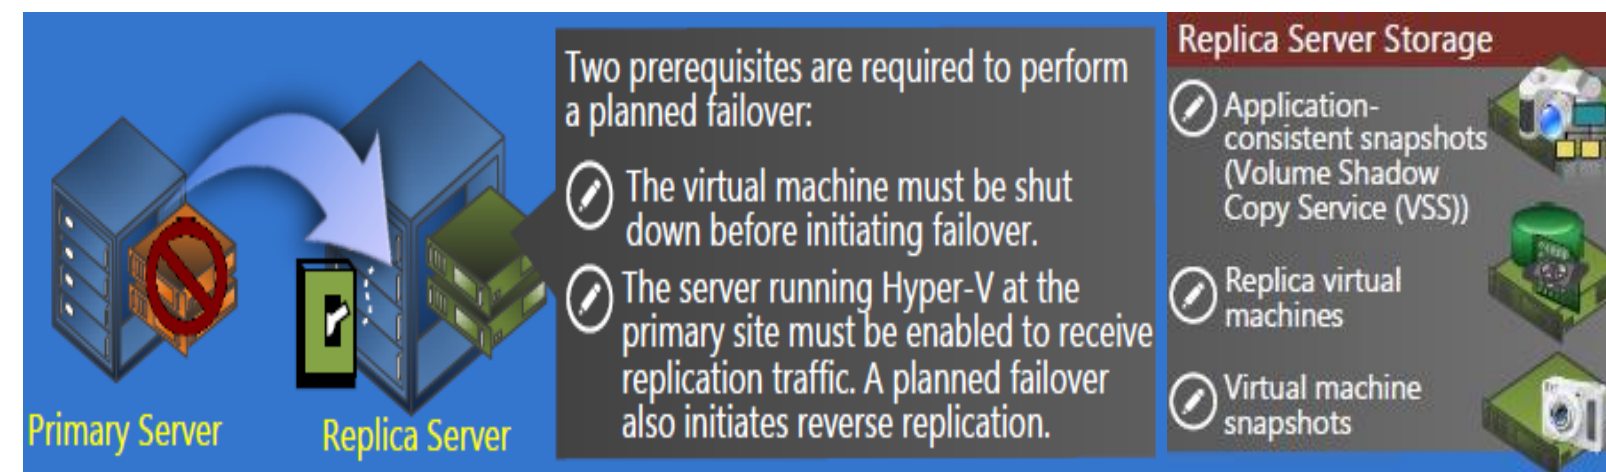 Primary Server
Replica Server
Two prerequisites are required to perform
a planned failover:
The virtual machine must be shut
down before initiating failover.
The server running Hyper-V at the
primary site must be enabled to receive
replication traffic. A planned failover
also initiates reverse replication.
Replica Server Storage
Application-
consistent snapshots
(Volume Shadow
Copy Service (VSS))
Replica virtual
machines
Virtual machine
snapshots